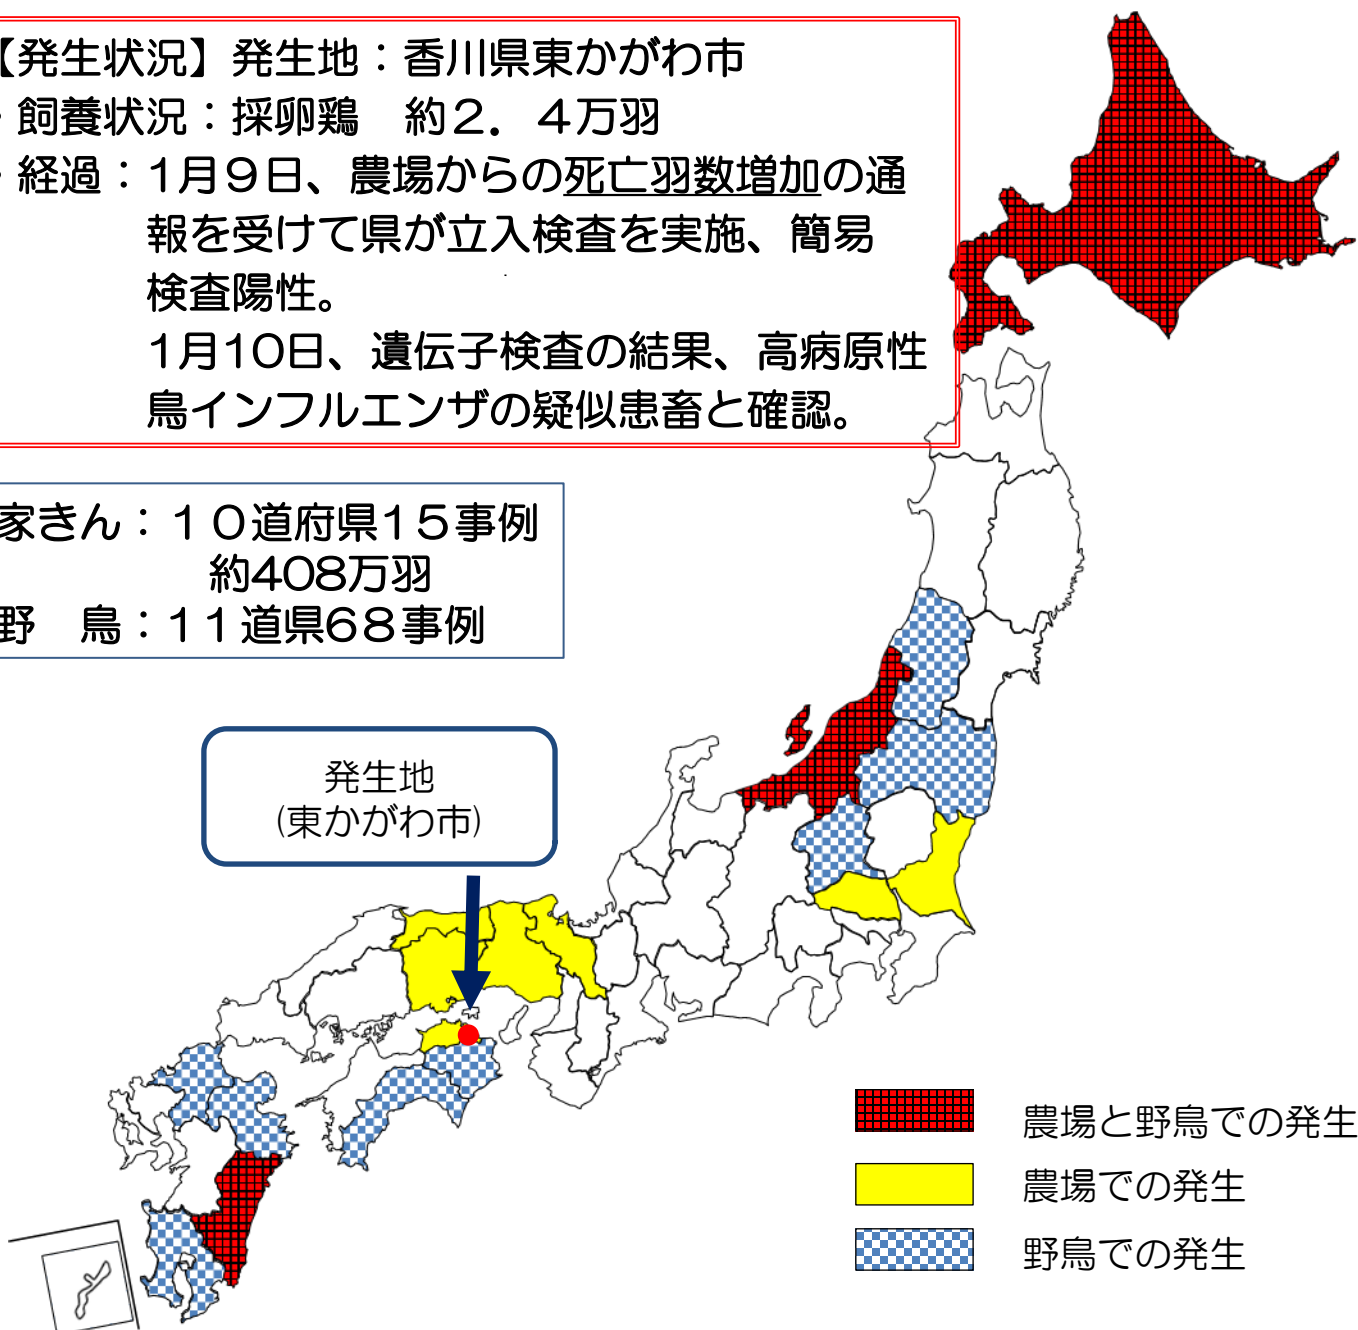 【発生状況】発生地：香川県東かがわ市
・飼養状況：採卵鶏　約２．４万羽
・経過：1月9日、農場からの死亡羽数増加の通
報を受けて県が立入検査を実施、簡易
検査陽性。
1月10日、遺伝子検査の結果、高病原性
鳥インフルエンザの疑似患畜と確認。
家きん：１０道府県15事例
約408万羽
野　鳥：11道県68事例
発生地
(東かがわ市)
農場と野鳥での発生
農場での発生
野鳥での発生